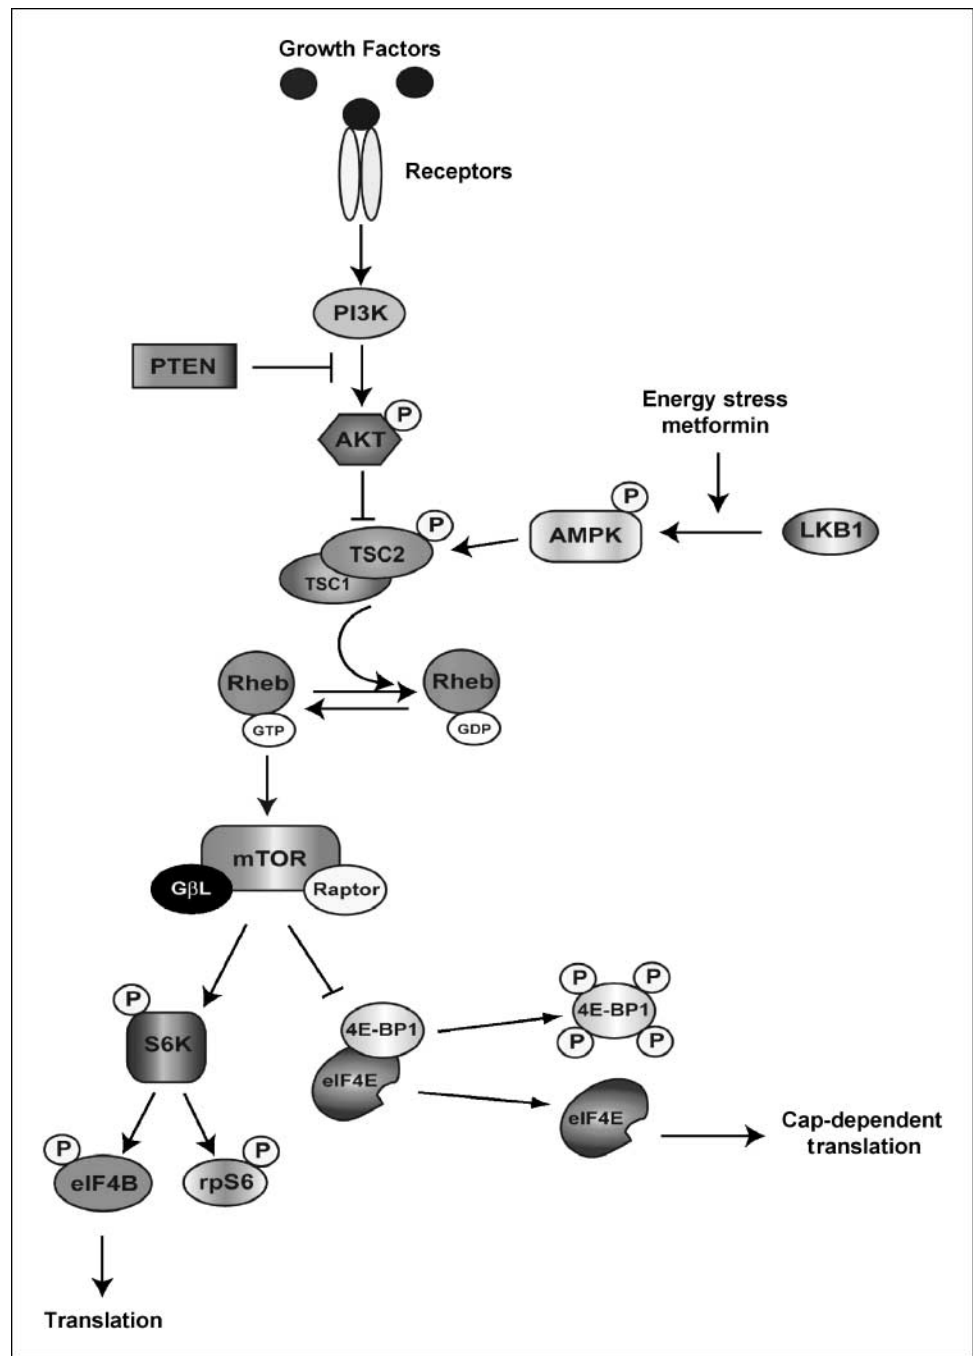 Growth Factors
Receptors
PI3K
PTEN
P
AKT
Energy stress
metformin
P
P
AMPK
LKB1
TSC2
TSC1
Rheb
Rheb
GTP
GDP
mTOR
GβL
Raptor
P
P
P
4E-BP1
4E-BP1
S6K
P
P
eIF4E
eIF4E
Cap-dependent
translation
P
P
eIF4B
rpS6
Translation